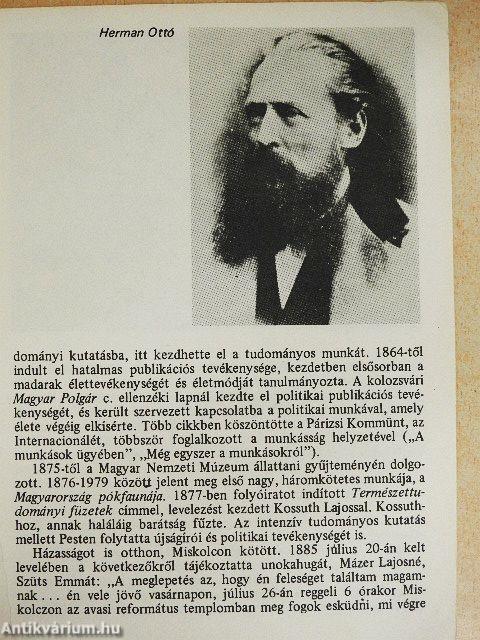 Herman Ottó
dományi kutatásba, itt kezdhette el a tudományos munkát. 1864-től
indult el hatalmas publikációs tevékenysége, kezdetben elsősorban a
madarak élettevékenységét és életmódját tanulmányozta. A kolozsvári
Magyar Polgár c. ellenzéki lapnál kezdte el politikai publikációs tevé-
kenységét, és került szervezett kapcsolatba a politikai munkával, amely
élete végéig elkísérte. Több cikkben köszöntötte a Párizsi Kommünt, az
Internacionálét, többször foglalkozott a munkásság helyzetével („A
munkások ügyében”, „Még egyszer a munkásokról”).
1875-től a Magyar Nemzeti Múzeum állattani gyűjteményén dolgo-
zott. 1876-1979 között jelent meg első nagy, háromkötetes munkája, a
Magyarország pókfaunája. 1877-ben folyóiratot indított Természettu-
dományi füzetek címmel, levelezést kezdett Kossuth Lajossal. Kossuth-
hoz, annak haláláig barátság fűzte. Az intenzív tudományos kutatás
mellett Pesten folytatta újságírói és politikai tevékenységét is.
Házasságot is otthon, Miskolcon kötött. 1885 július 20-án kelt
levelében a következőkről tájékoztatta unokahugát, Mázer Lajosné,
Szüts Emmát: „A meglepetés az, hogy én feleséget találtam magam-
nak... én vele jövő vasárnapon, július 26-án reggeli 6 órakor Mis-
kolczon az avasi református templomban meg fogok esküdni, mi végre
© Antikvárium.hu